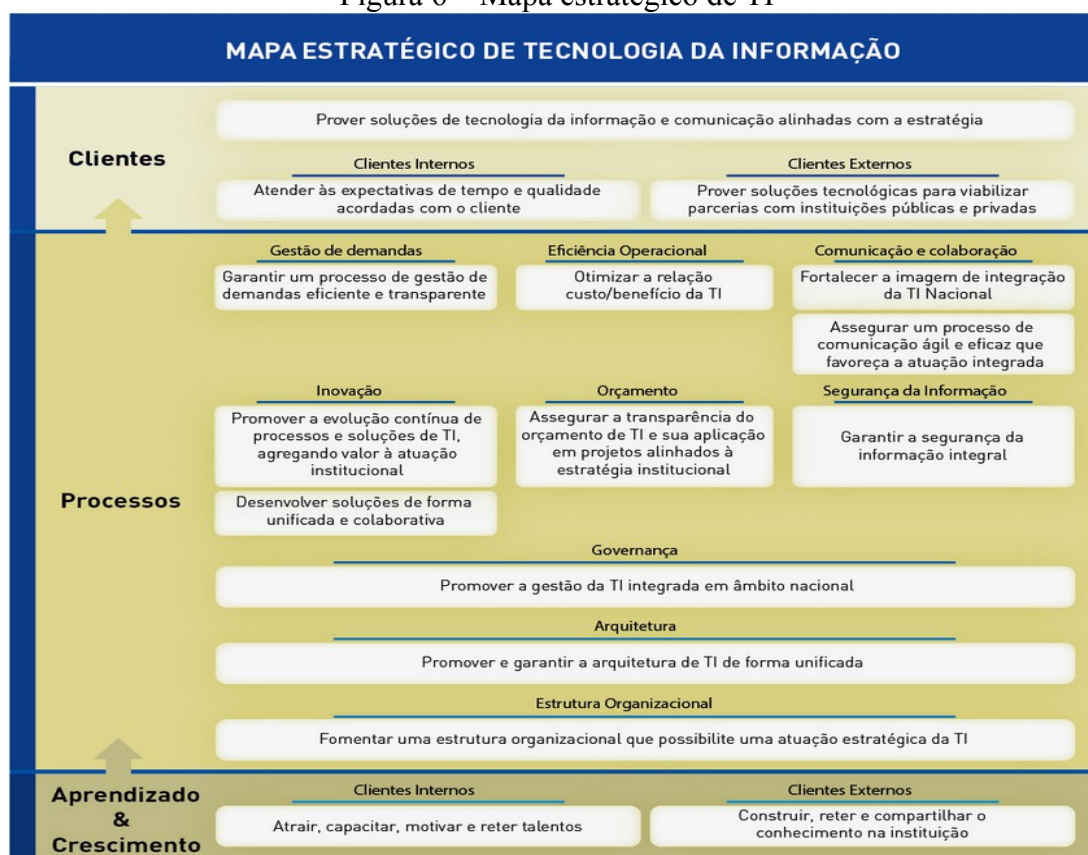 Figura 6 – Mapa estratégico de TI
MAPA ESTRATÉGICO DE TECNOLOGIA DA INFORMAÇÃO
Clientes
Prover soluções de tecnologia da informação e comunicação alinhadas com a estratégia
Clientes Internos
Atender às expectativas de tempo e qualidade
acordadas com o cliente
Clientes Externos
Prover soluções tecnológicas para viabilizar
parcerias com instituições públicas e privadas
Processos
Gestão de demandas
Garantir um processo de gestão de
demandas eficiente e transparente
Eficiência Operacional
Otimizar a relação
custo/benefício da TI
Comunicação e colaboração
Fortalecer a imagem de integração
da TI Nacional
Assegurar um processo de
comunicação ágil e eficaz que
favoreça a atuação integrada
Inovação
Promover a evolução contínua de
processos e soluções de TI,
agregando valor à atuação
institucional
Desenvolver soluções de forma
unificada e colaborativa
Orçamento
Assegurar a transparência do
orçamento de TI e sua aplicação
em projetos alinhados à
estratégia institucional
Segurança da Informação
Garantir a segurança da
informação integral
Governança
Promover a gestão da TI integrada em âmbito nacional
Arquitetura
Promover e garantir a arquitetura de TI de forma unificada
Estrutura Organizacional
Fomentar uma estrutura organizacional que possibilite uma atuação estratégica da TI
Aprendizado
&
Crescimento
Clientes Internos
Atrair, capacitar, motivar e reter talentos
Clientes Externos
Construir, reter e compartilhar o
conhecimento na instituição